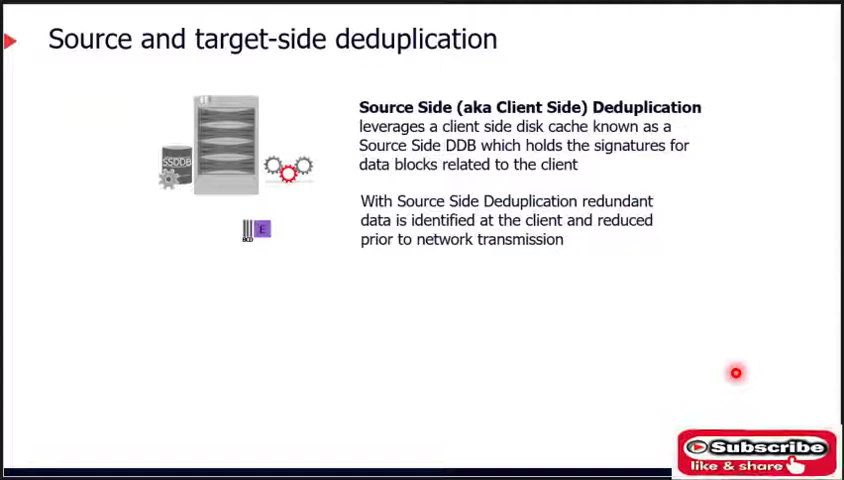 Source and target-side deduplication
Source Side (aka Client Side) Deduplication
leverages a client side disk cache known as a
Source Side DDB which holds the signatures for
data blocks related to the client
With Source Side Deduplication redundant
data is identified at the client and reduced
prior to network transmission
SSDDB
E
Subscribe
like & share